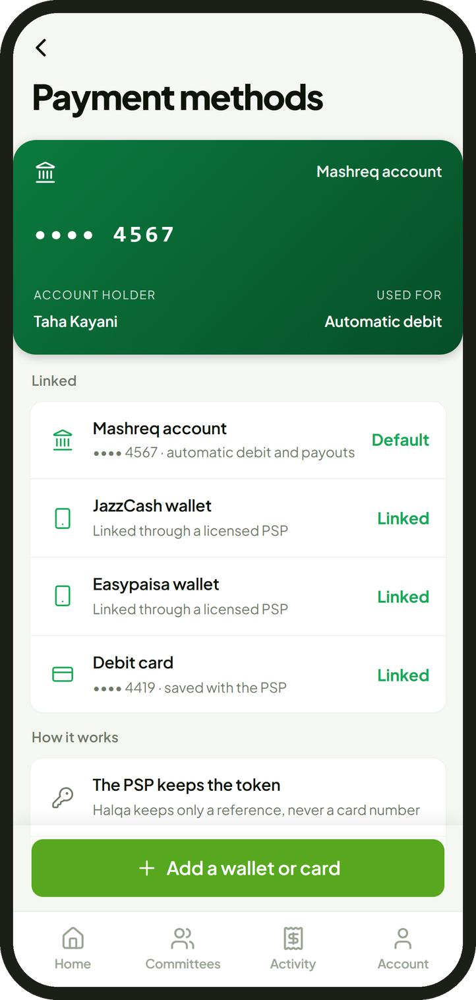 Payment methods
Mashreq account
•••• 4567
ACCOUNT HOLDER
USED FOR
Taha Kayani
Automatic debit
Linked
Mashreq account
•••• 4567 · automatic debit and payouts
Default
JazzCash wallet
Linked through a licensed PSP
Linked
Easypaisa wallet
Linked through a licensed PSP
Linked
Debit card
•••• 4419 · saved with the PSP
Linked
How it works
The PSP keeps the token
Halqa keeps only a reference, never a card number
+ Add a wallet or card
Home
Committees
Activity
Account